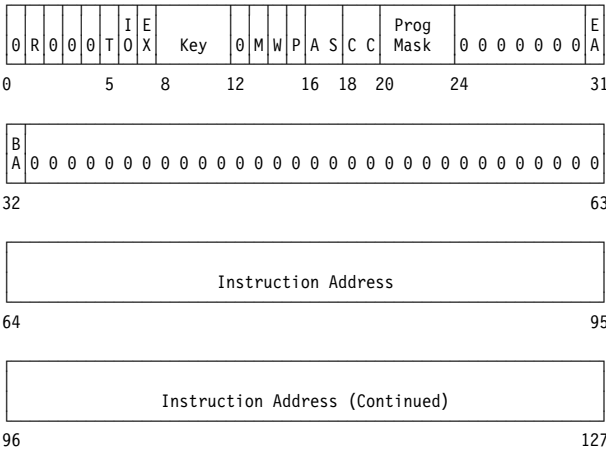 I E Prog E
0 R 0 0 0 T O X Key 0 M W P A S C C Mask 0 0 0 0 0 0 0 A
0 5 8 12 16 18 20 24 31
B
A 0 0 0 0 0 0 0 0 0 0 0 0 0 0 0 0 0 0 0 0 0 0 0 0 0 0 0 0 0 0 0
32 63
Instruction Address
64 95
Instruction Address (Continued)
96 127